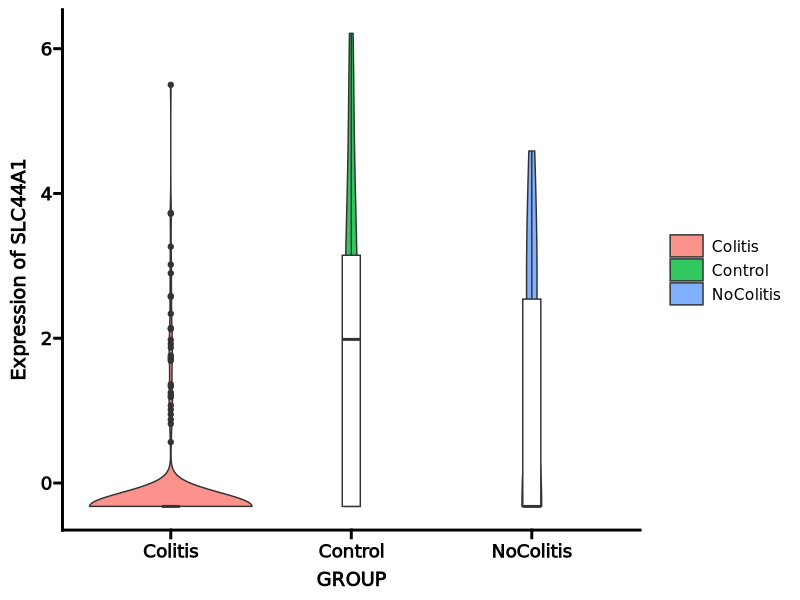 Expression of SLC44A1
6
4
2
0
Colitis
Control
NoColitis
GROUP
Colitis
Control
NoColitis